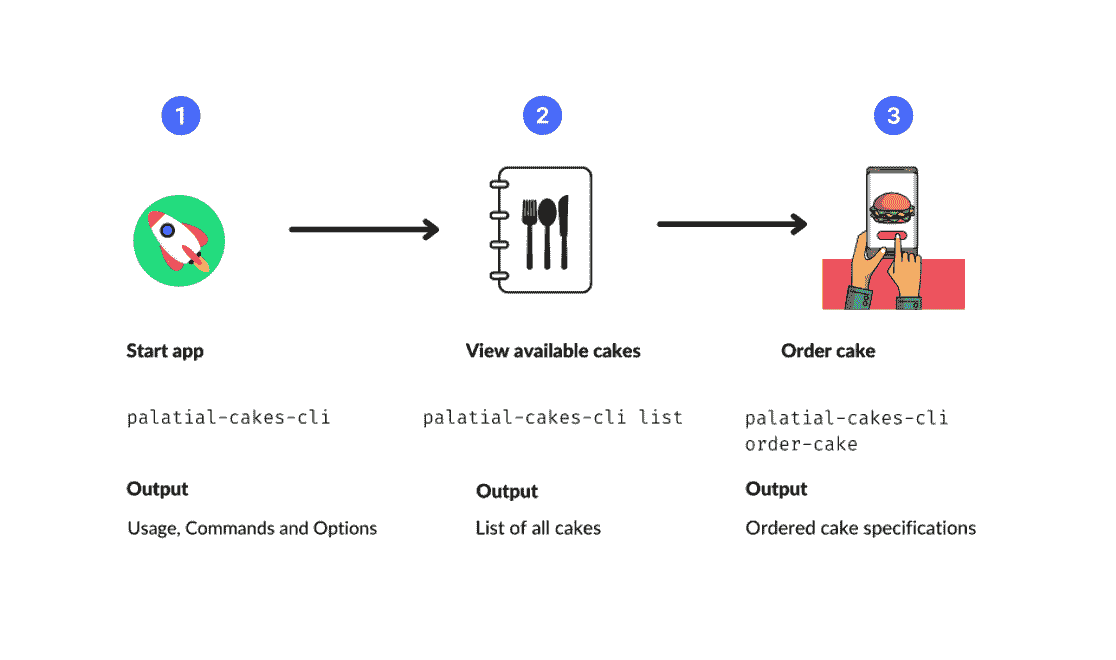 1
2
3
Start app
View available cakes
Order cake
palatial-cakes-cli
palatial-cakes-cli list
palatial-cakes-cli
order-cake
Output
Output
Output
Usage, Commands and Options
List of all cakes
Ordered cake specifications